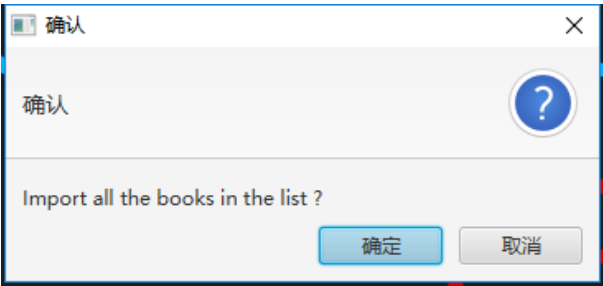 确认
确认
?
Import all the books in the list ?
确定
取消